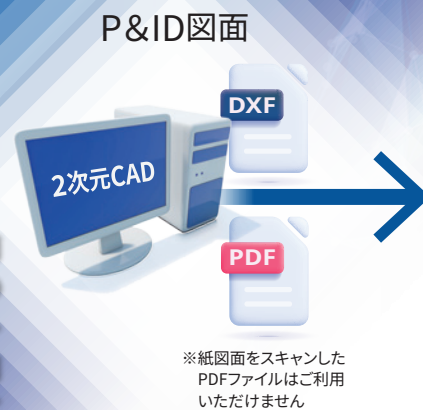 P&ID図面
DXF
2次元CAD
PDF
※紙図面をスキャンした
PDFファイルはご利用
いただけません